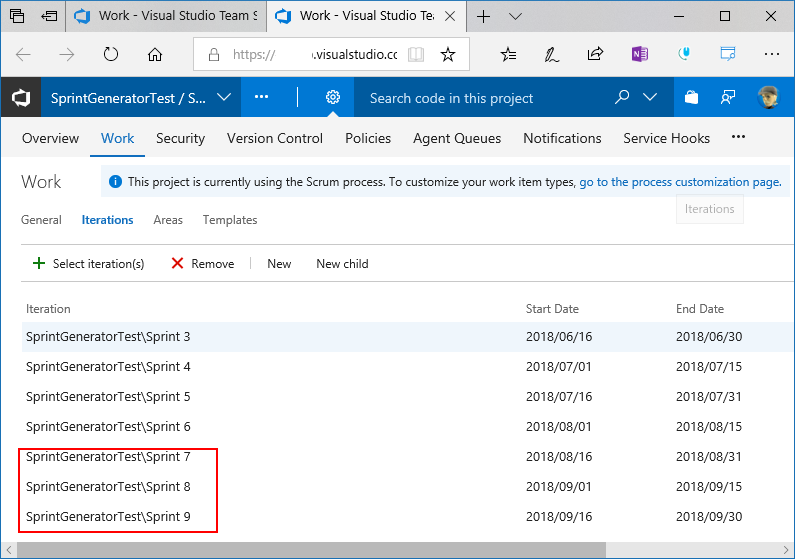 Work - Visual Studio Team S
Work - Visual Studio Tea
https://
.visualstudio.co
SprintGeneratorTest / S...
Search code in this project
Overview Work Security Version Control Policies Agent Queues Notifications Service Hooks
Work
This project is currently using the Scrum process. To customize your work item types, go to the process customization page.
Iterations
General Iterations Areas Templates
Select iteration(s) Remove New New child
Iteration Start Date End Date
SprintGeneratorTest\Sprint 3 2018/06/16 2018/06/30
SprintGeneratorTest\Sprint 4 2018/07/01 2018/07/15
SprintGeneratorTest\Sprint 5 2018/07/16 2018/07/31
SprintGeneratorTest\Sprint 6 2018/08/01 2018/08/15
SprintGeneratorTest\Sprint 7 2018/08/16 2018/08/31
SprintGeneratorTest\Sprint 8 2018/09/01 2018/09/15
SprintGeneratorTest\Sprint 9 2018/09/16 2018/09/30